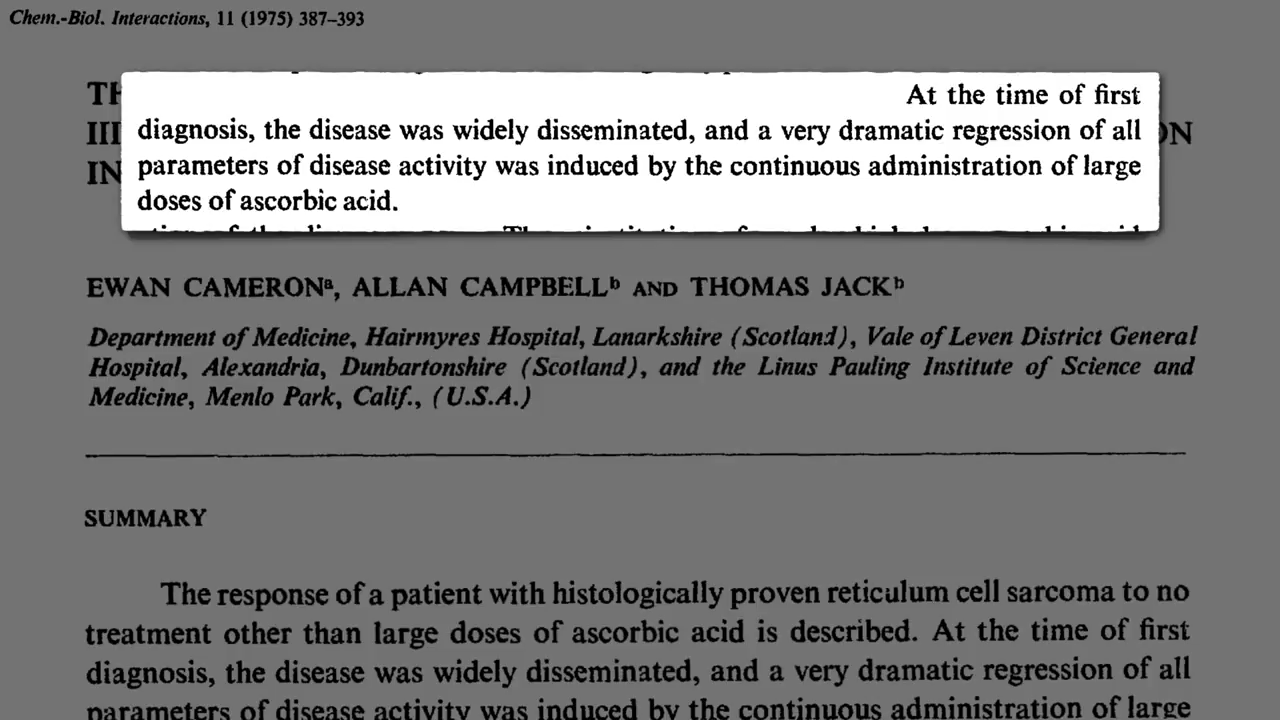 Chem.-Biol. Interactions, 11 (1975) 387–393
At the time of first
diagnosis, the disease was widely disseminated, and a very dramatic regression of all
parameters of disease activity was induced by the continuous administration of large
doses of ascorbic acid.
EWAN CAMERONa, ALLAN CAMPBELLb AND THOMAS JACKb
Department of Medicine, Hairmyres Hospital, Lanarkshire (Scotland), Vale of Leven District General
Hospital, Alexandria, Dunbartonshire (Scotland), and the Linus Pauling Institute of Science and
Medicine, Menlo Park, Calif., (U.S.A.)
SUMMARY
The response of a patient with histologically proven reticulum cell sarcoma to no
treatment other than large doses of ascorbic acid is described. At the time of first
diagnosis, the disease was widely disseminated, and a very dramatic regression of all
parameters of disease activity was induced by the continuous administration of large